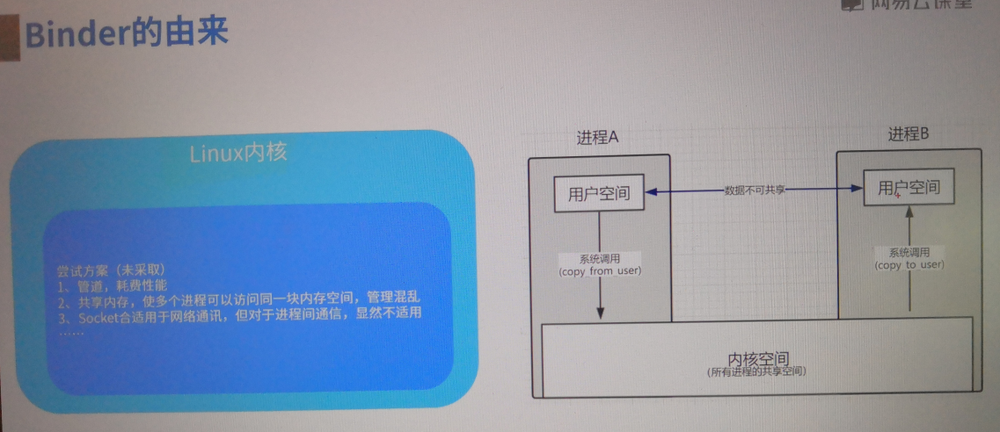 网易云课堂
Binder的由来
Linux内核
尝试方案（未采取）
1、管道，耗费性能
2、共享内存，使多个进程可以访问同一块内存空间，管理混乱
3、Socket合适用于网络通讯，但对于进程间通信，显然不适用
……
进程A
进程B
用户空间
数据不可共享
用户空间
系统调用
(copy from user)
系统调用
(copy to user)
内核空间
(所有进程的共享空间)